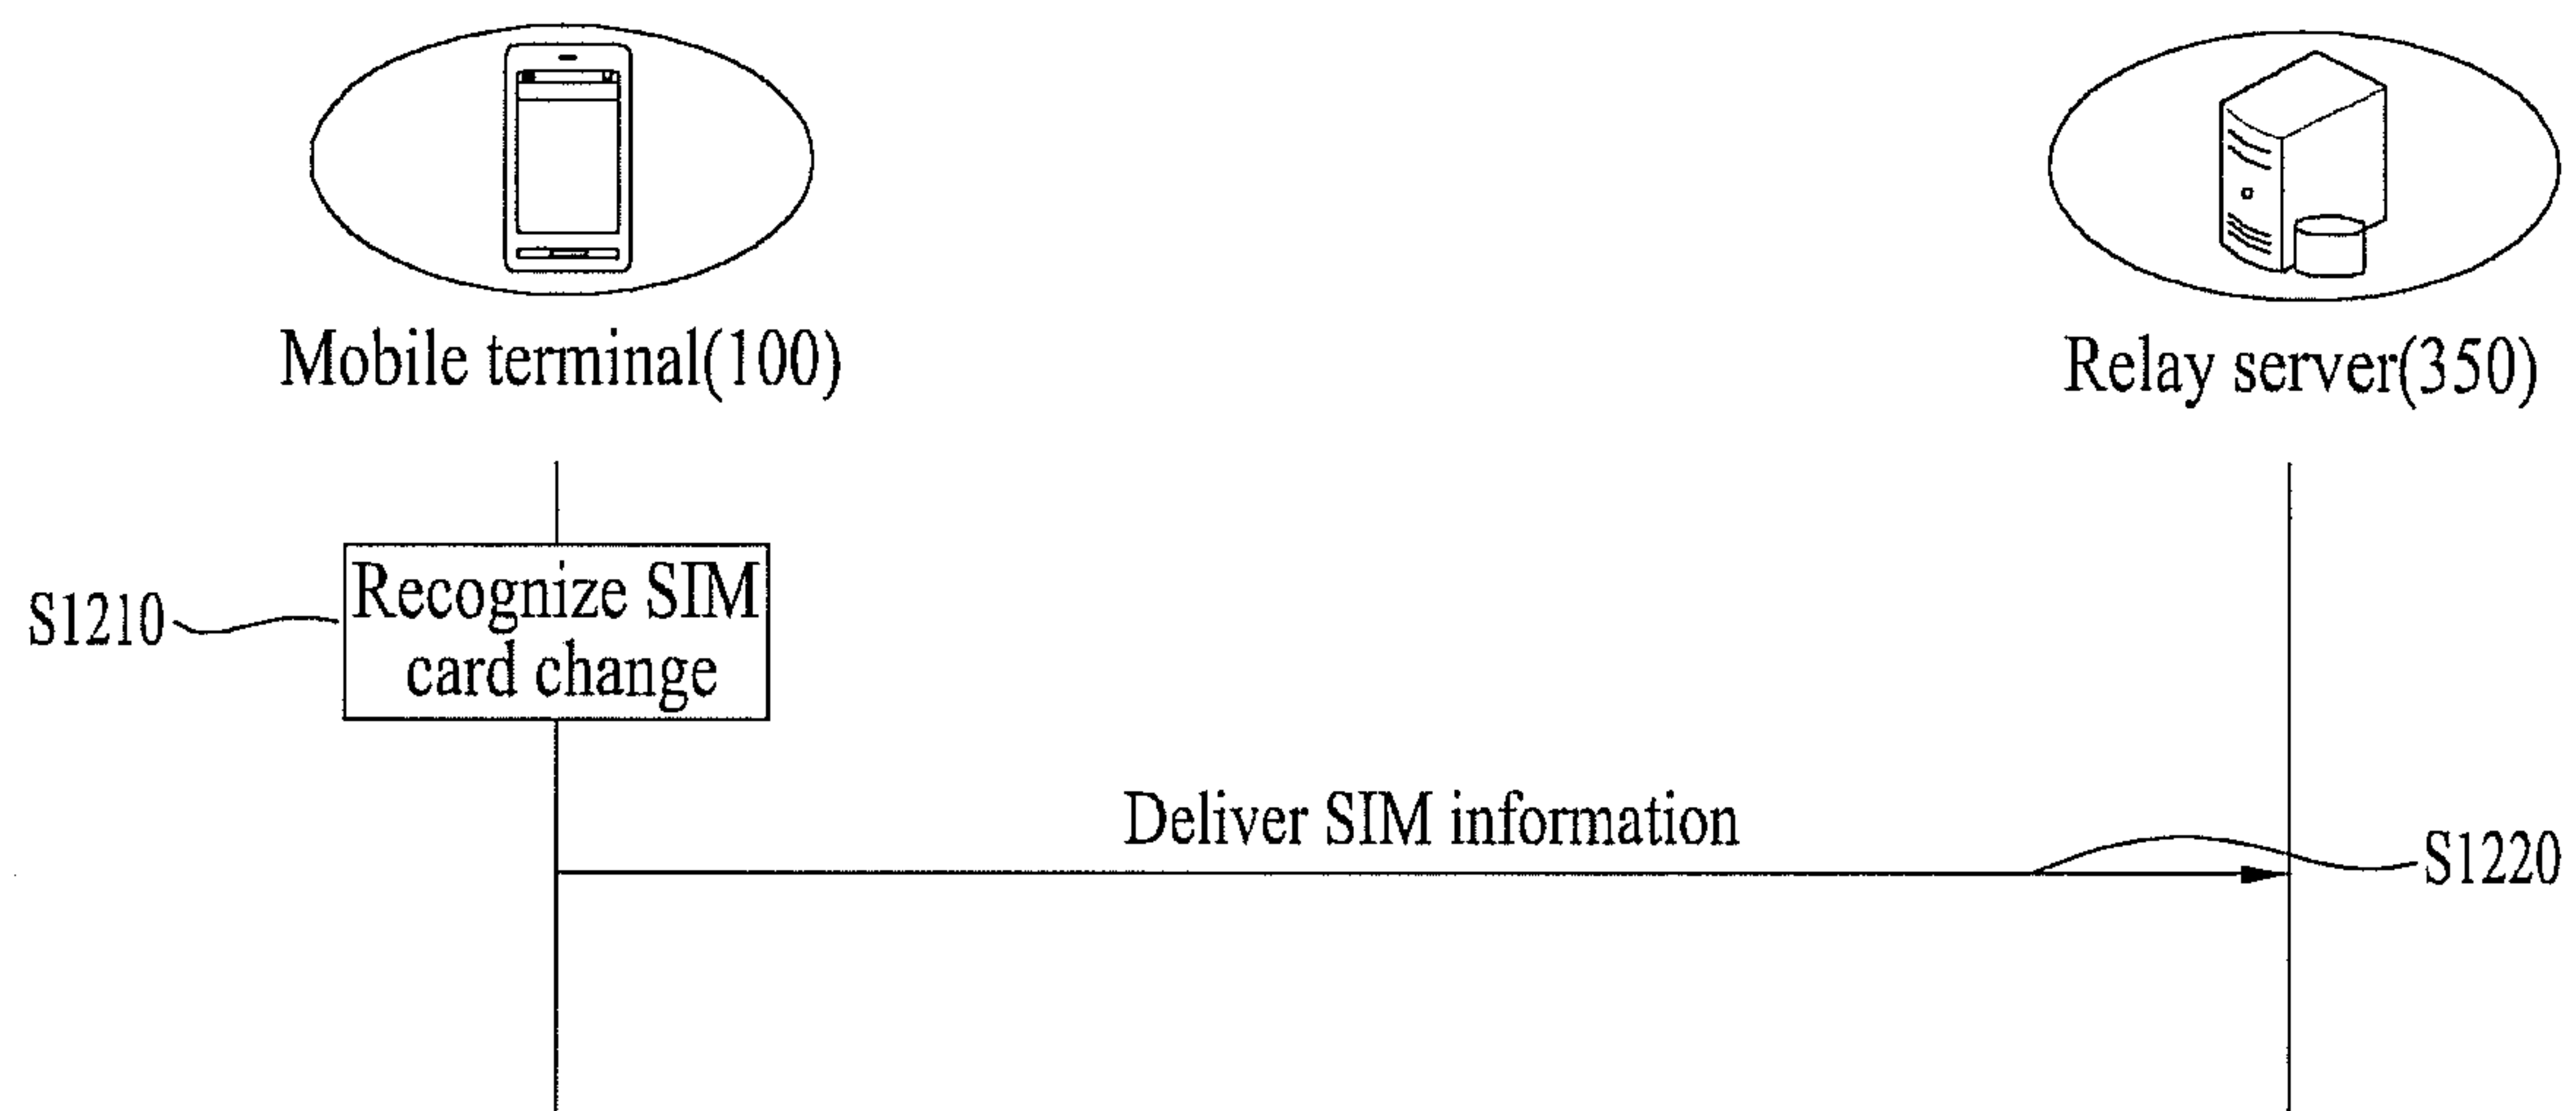 Mobile terminal(100)
Relay server(350)
S1210
Recognize SIM
card change
Deliver SIM information
S1220